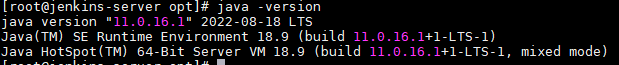 [root@jenkins-server opt]# java -version
java version "11.0.16.1" 2022-08-18 LTS
Java(TM) SE Runtime Environment 18.9 (build 11.0.16.1+1-LTS-1)
Java HotSpot(TM) 64-Bit Server VM 18.9 (build 11.0.16.1+1-LTS-1, mixed mode)
[root@jenkins-server opt]#